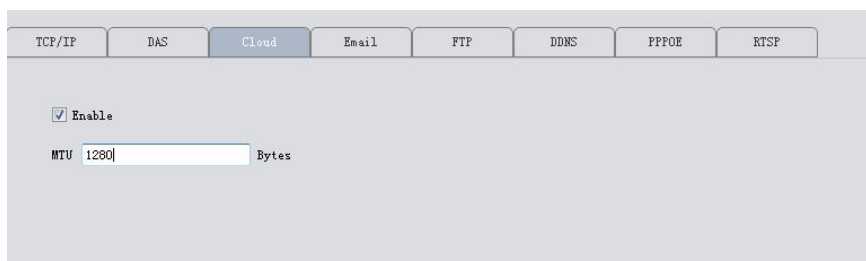 TCP/IP DAS Cloud Email FTP DDNS PPPOE RTSP
Enable
MTU 1280 Bytes